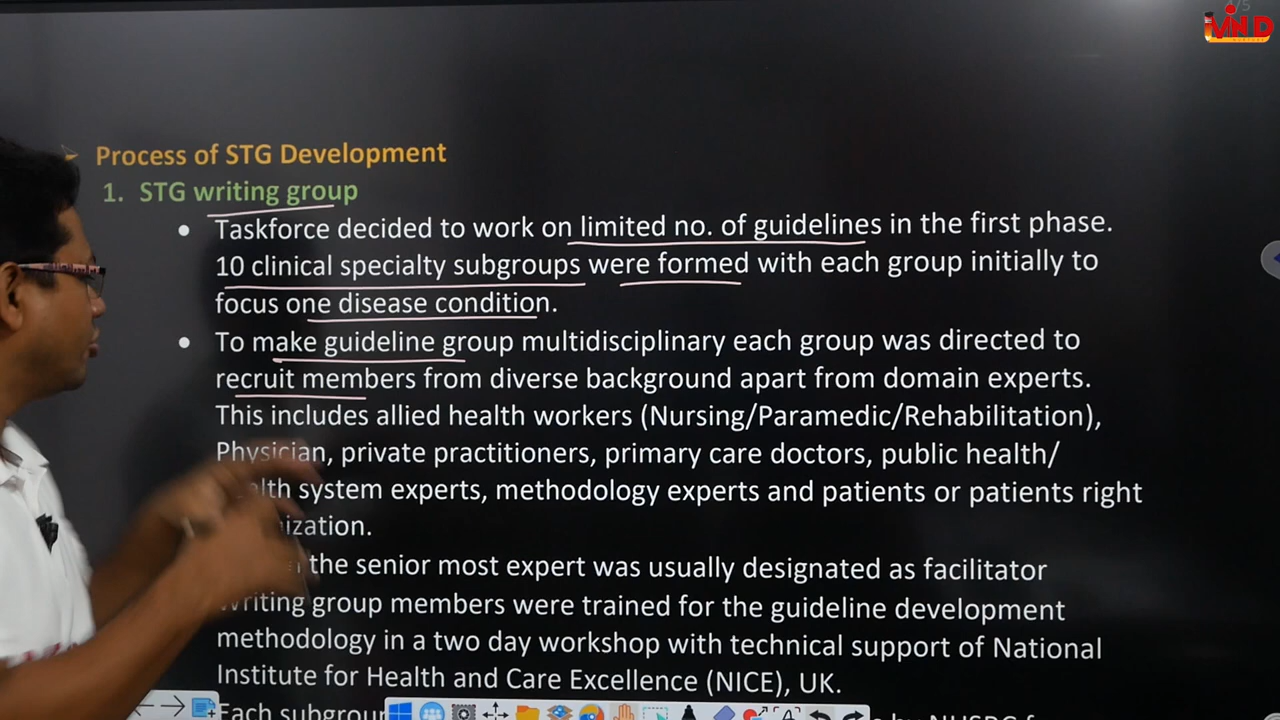 /5
MIND
Process of STG Development
1. STG writing group
• Taskforce decided to work on limited no. of guidelines in the first phase.
10 clinical specialty subgroups were formed with each group initially to
focus one disease condition.
• To make guideline group multidisciplinary each group was directed to
recruit members from diverse background apart from domain experts.
This includes allied health workers (Nursing/Paramedic/Rehabilitation),
Physician, private practitioners, primary care doctors, public health/
system experts, methodology experts and patients or patients right
the senior most expert was usually designated as facilitator
writing group members were trained for the guideline development
methodology in a two day workshop with technical support of National
Institute for Health and Care Excellence (NICE), UK.
Each